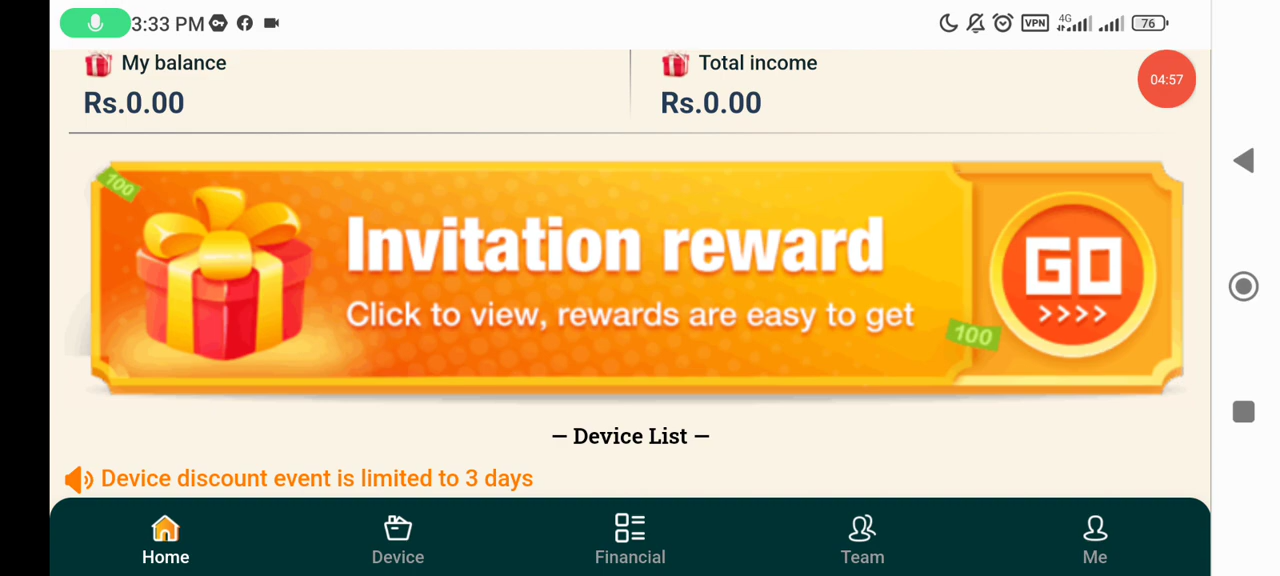 3:33 PM
VPN
4G
76
My balance
Total income
04:57
Rs.0.00
Rs.0.00
100
Invitation reward
GO
Click to view, rewards are easy to get
100
>>>>
— Device List —
Device discount event is limited to 3 days
Home
Device
Financial
Team
Me